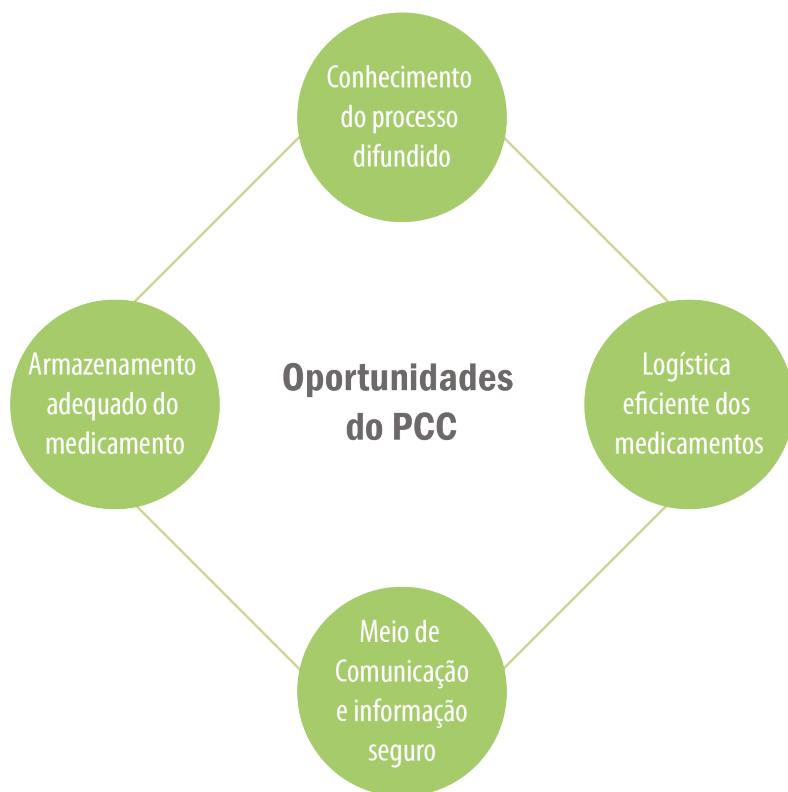 Conhecimento
do processo
difundido
Armazenamento
adequado do
medicamento
Oportunidades
do PCC
Logística
eficiente dos
medicamentos
Meio de
Comunicação
e informação
seguro